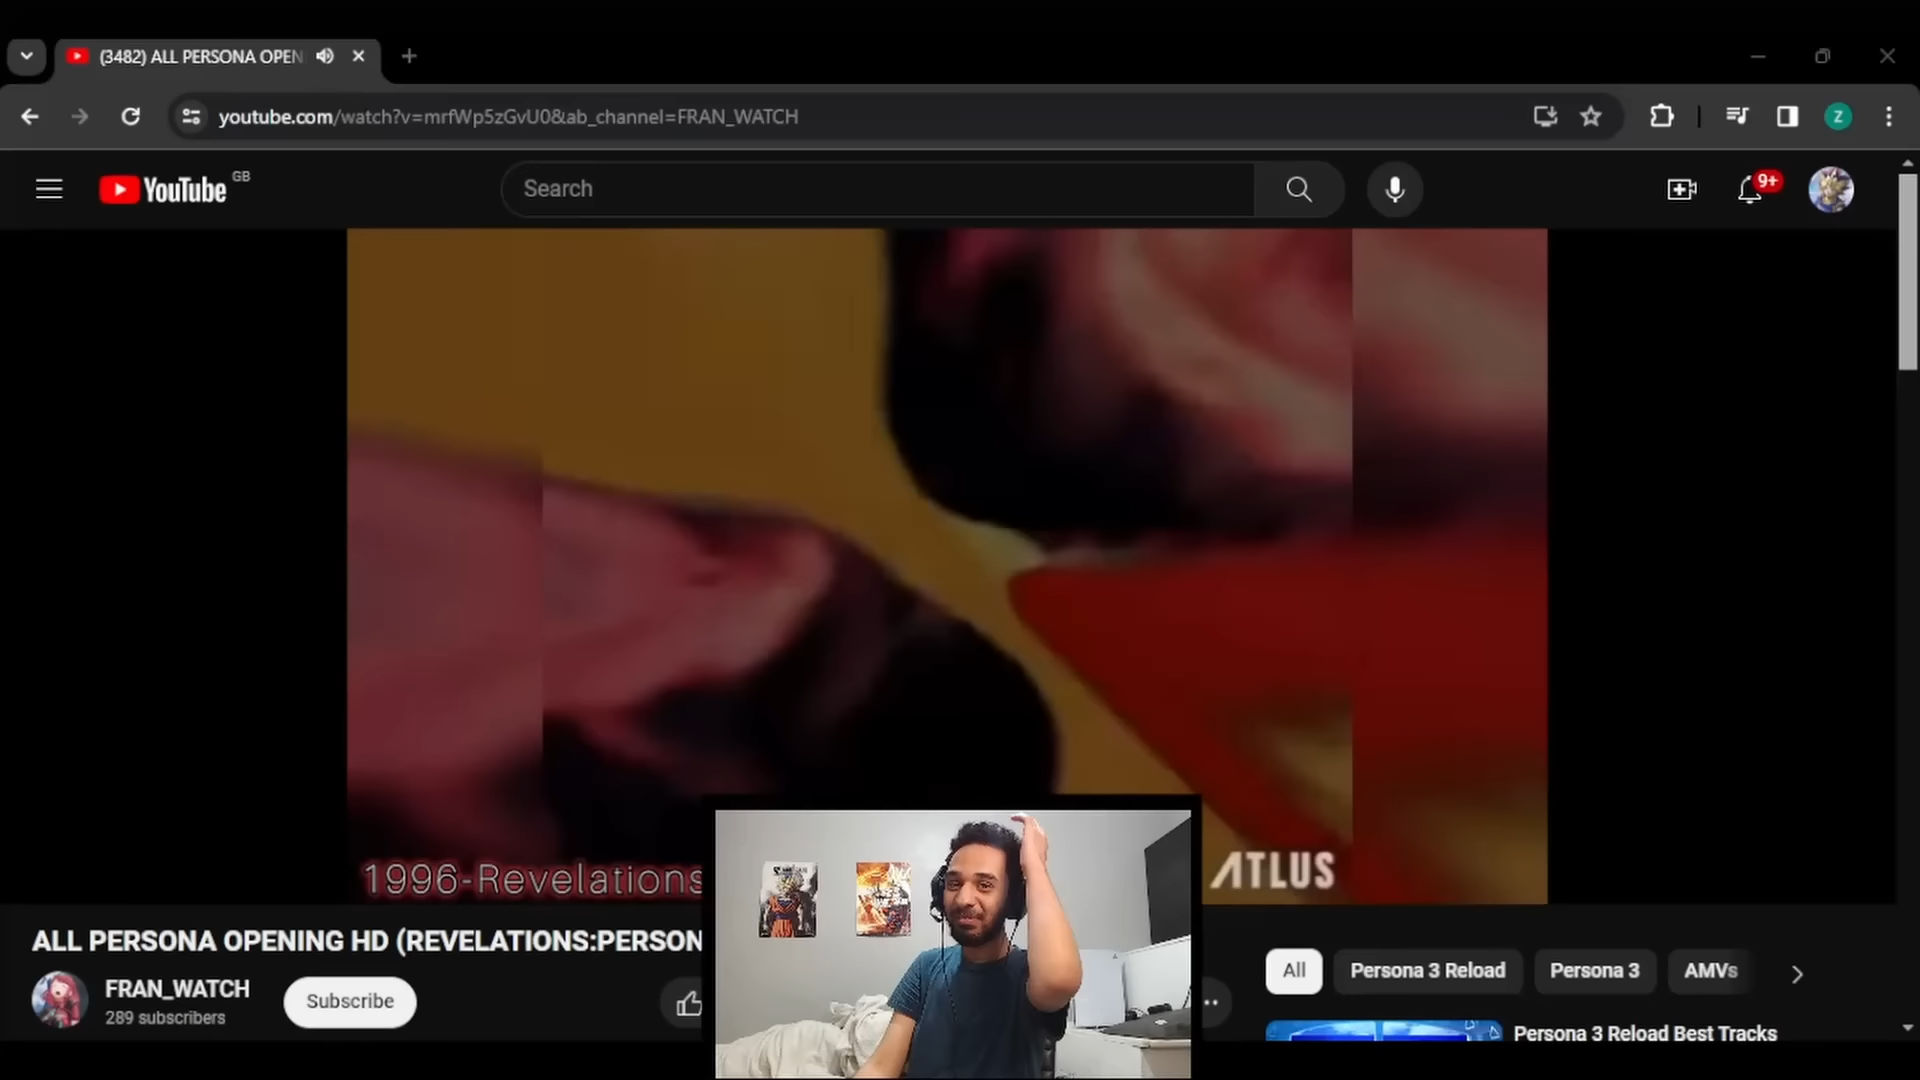 (3482) ALL PERSONA OPEN
youtube.com/watch?v=mrfWp5zGvU0&ab_channel=FRAN_WATCH
Z
YouTube GB
Search
9+
1996-Revelations
ATLUS
ALL PERSONA OPENING HD (REVELATIONS:PERSON
FRAN_WATCH
289 subscribers
Subscribe
All
Persona 3 Reload
Persona 3
AMVs
Persona 3 Reload Best Tracks